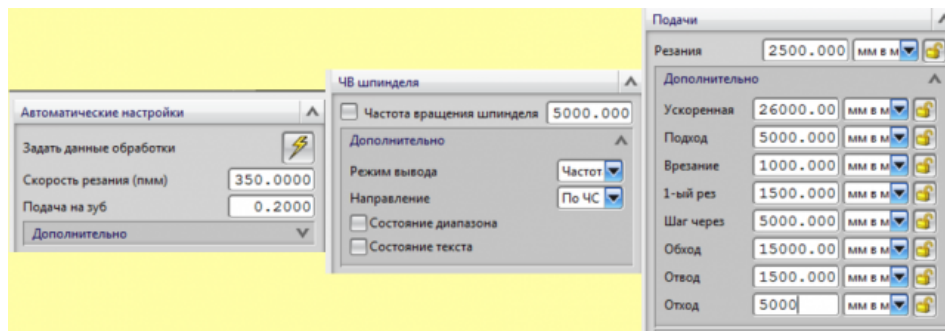 Автоматические настройки
Задать данные обработки
Скорость резания (пмм) 350.0000
Подача на зуб 0.2000
Дополнительно
ЧВ шпинделя
Частота вращения шпинделя 5000.000
Дополнительно
Режим вывода Частот
Направление По ЧС
Состояние диапазона
Состояние текста
Подачи
Резания 2500.000 мм в м
Дополнительно
Ускоренная 26000.00 мм в м
Подход 5000.000 мм в м
Врезание 1000.000 мм в м
1-ый рез 1500.000 мм в м
Шаг через 5000.000 мм в м
Обход 15000.00 мм в м
Отвод 1500.000 мм в м
Отход 5000 мм в м